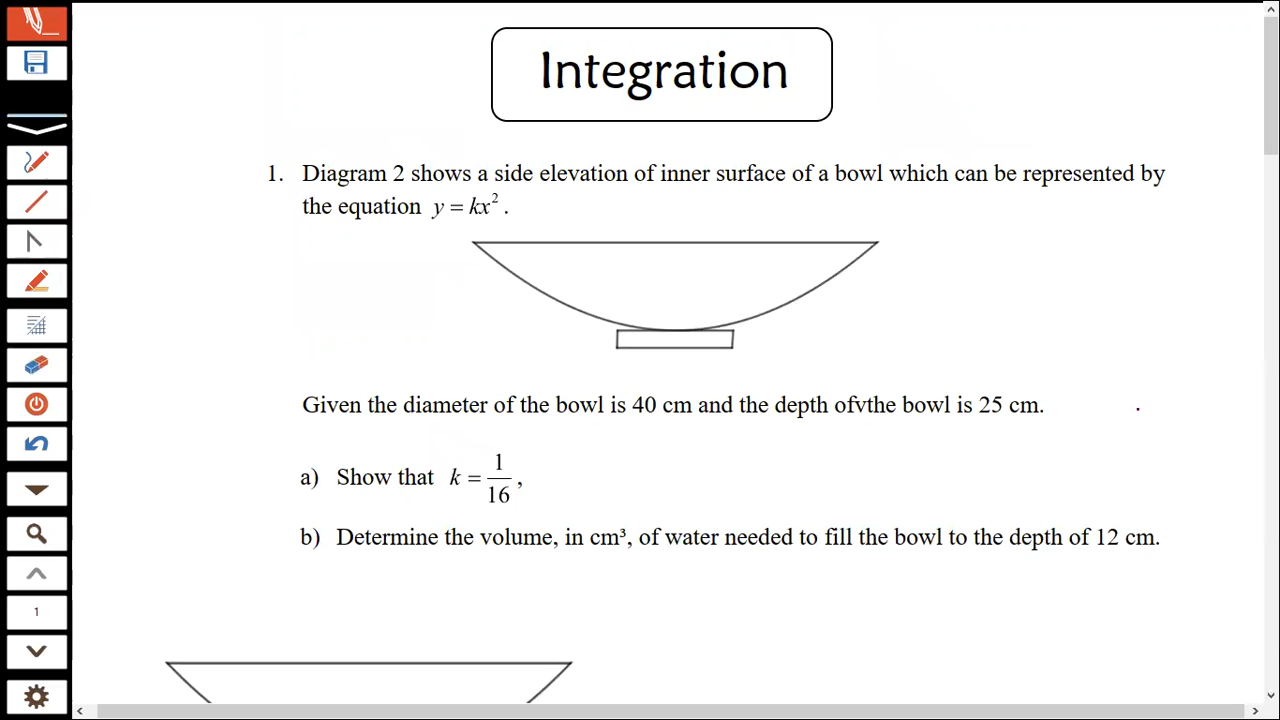 Integration
1. Diagram 2 shows a side elevation of inner surface of a bowl which can be represented by
the equation y = kx².
Given the diameter of the bowl is 40 cm and the depth ofvthe bowl is 25 cm.
a) Show that k = 1/16,
b) Determine the volume, in cm³, of water needed to fill the bowl to the depth of 12 cm.
1